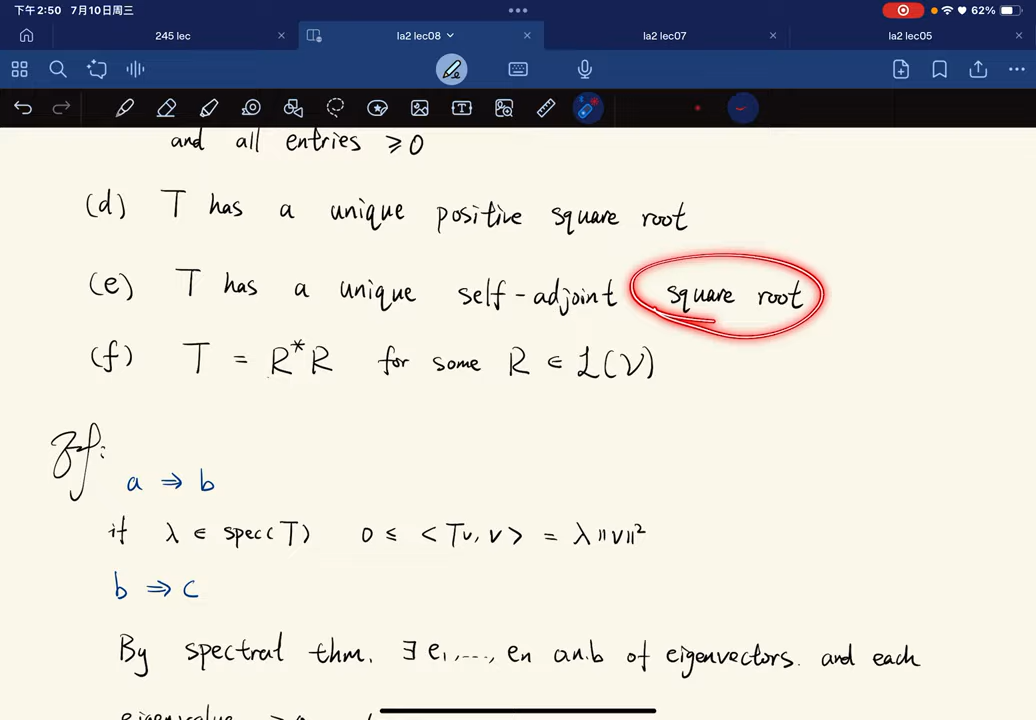 下午2:50 7月10日周三
62%
245 lec
la2 lec08
la2 lec07
la2 lec05
and all entries ⩾0
(d) T has a unique positive square root
(e) T has a unique self-adjoint square root
(f) T = R*R for some R ∈ L(V)
Pf:
a ⇒ b
if λ ∈ spec(T) 0 ≤ <Tv, v> = λ||v||²
b ⇒ c
By spectral thm. ∃ e₁,..., en o.n.b of eigenvectors. and each